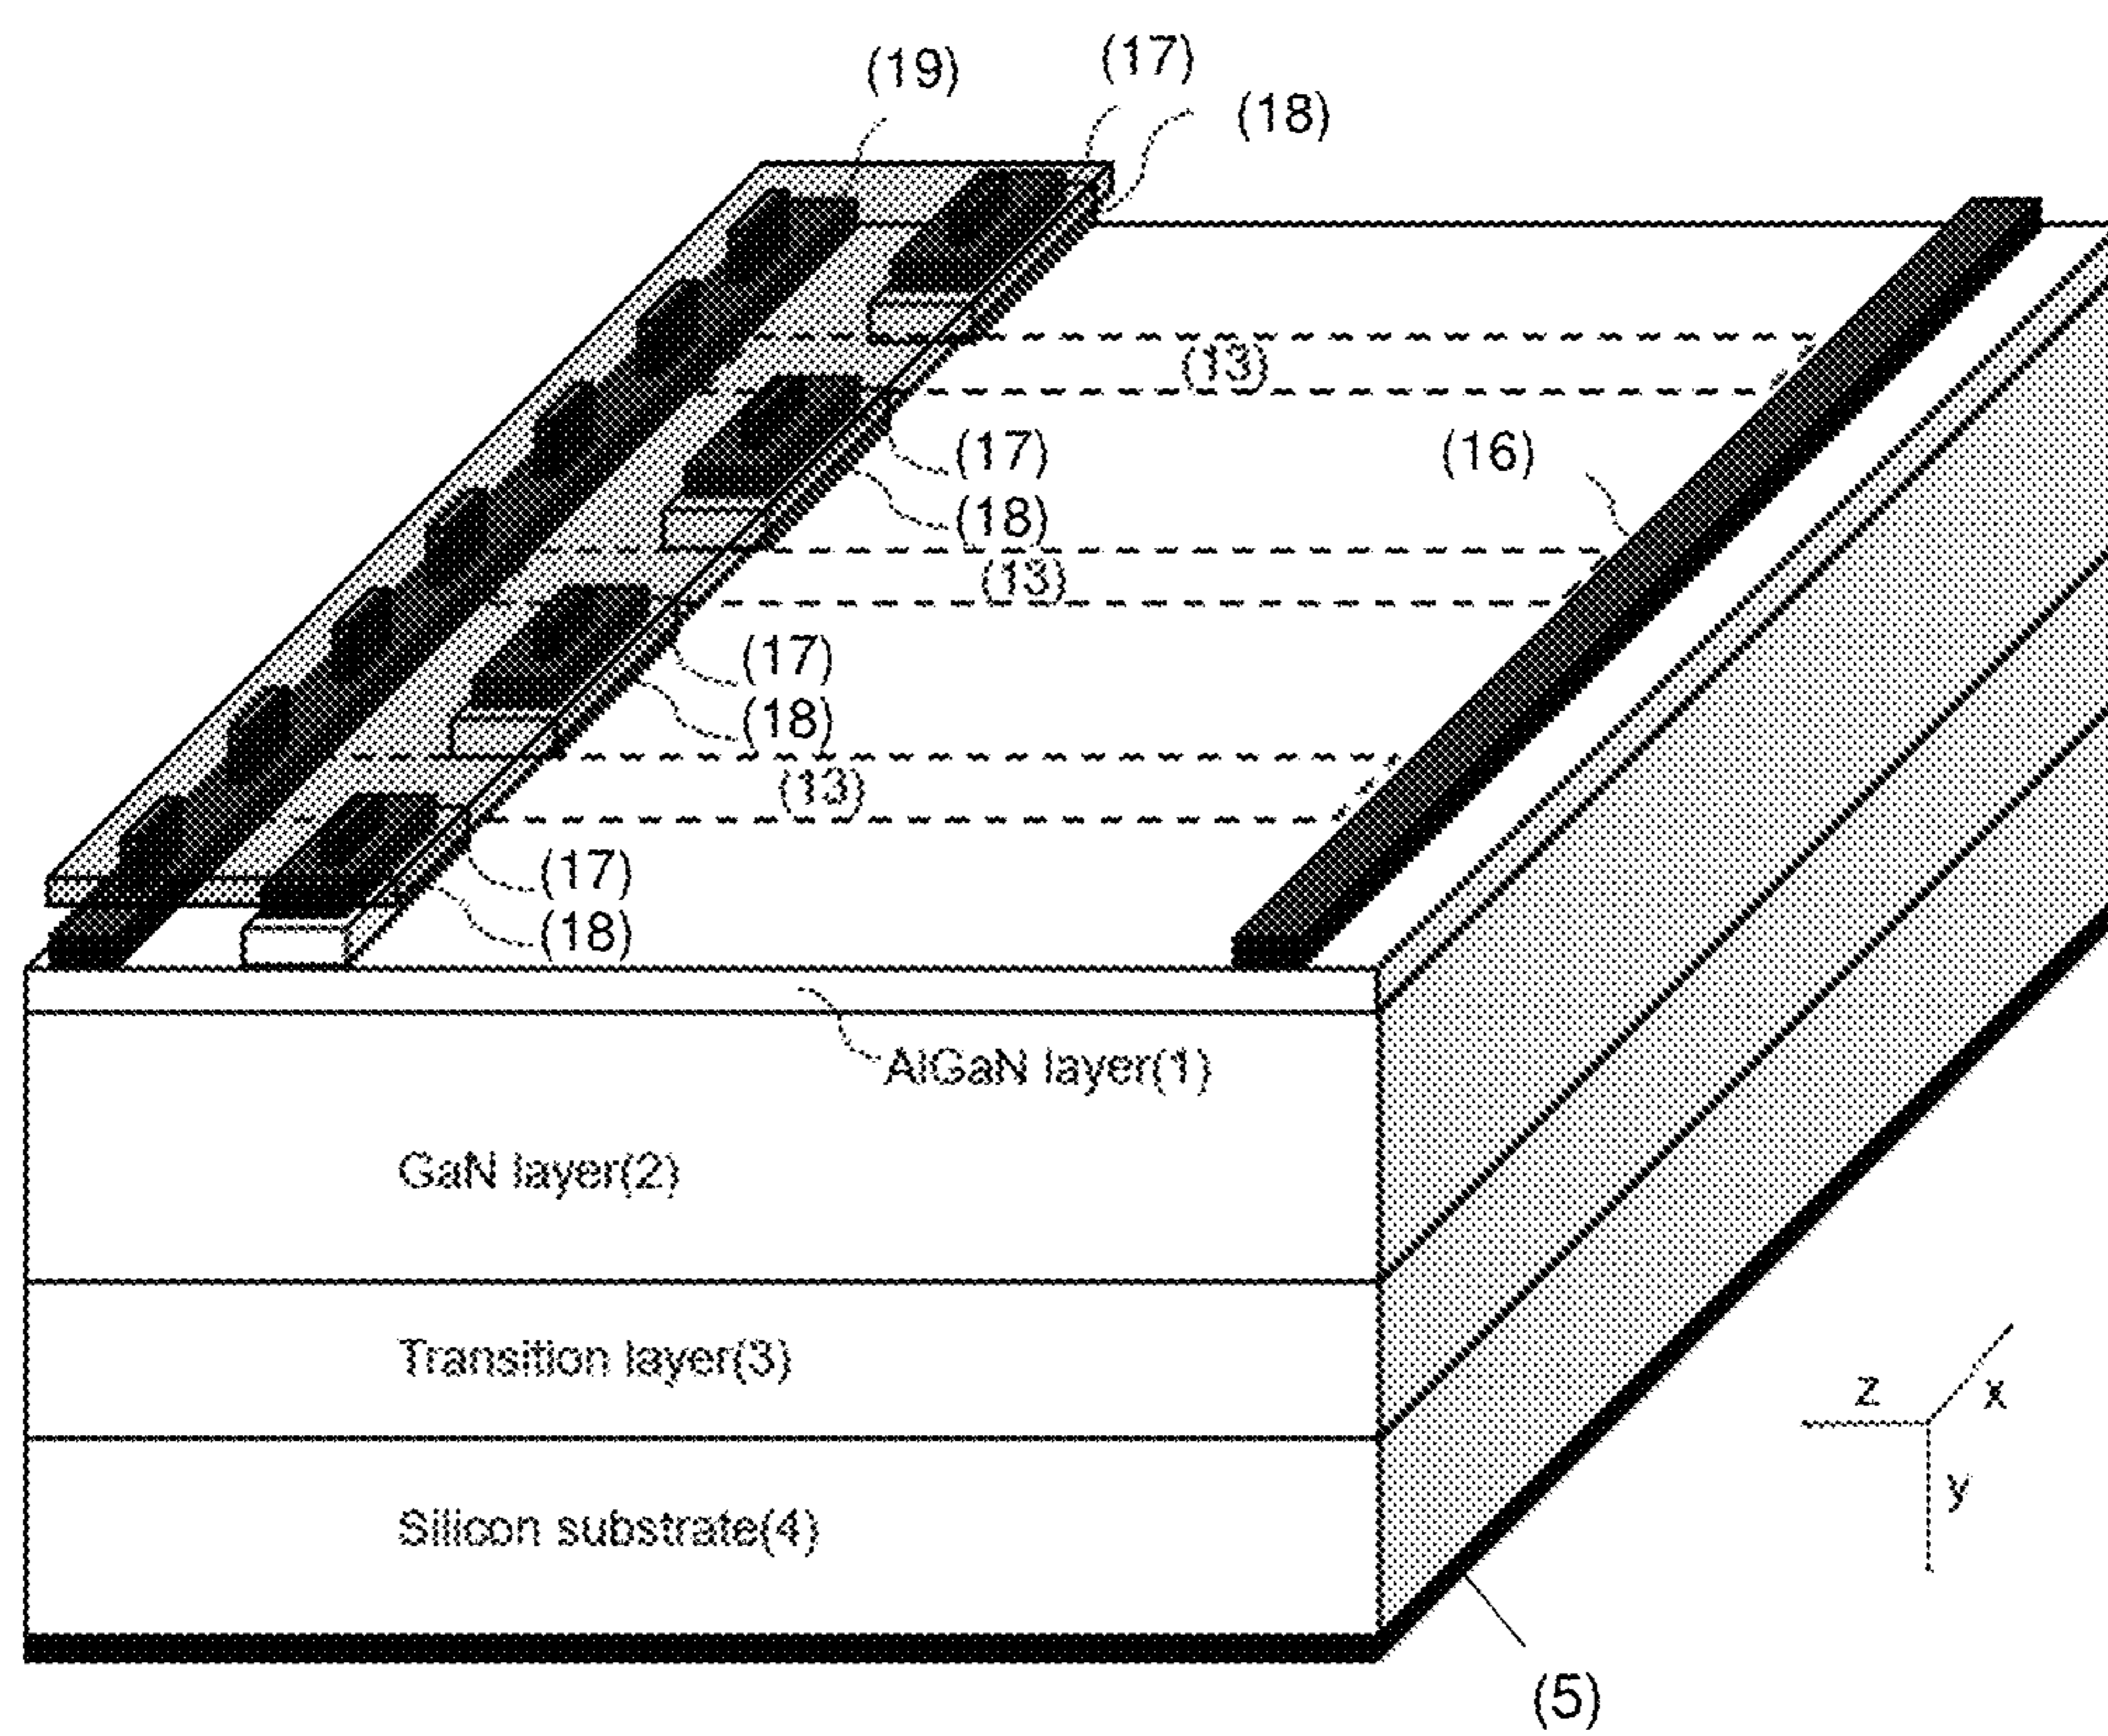 (17)
(19)
(18)
(13)
(17)
(16)
(18)
(13)
(17)
(18)
(13)
(17)
(18)
AlGaN layer(1)
GaN layer(2)
Transition layer(3)
z
x
y
Silicon substrate(4)
(5)